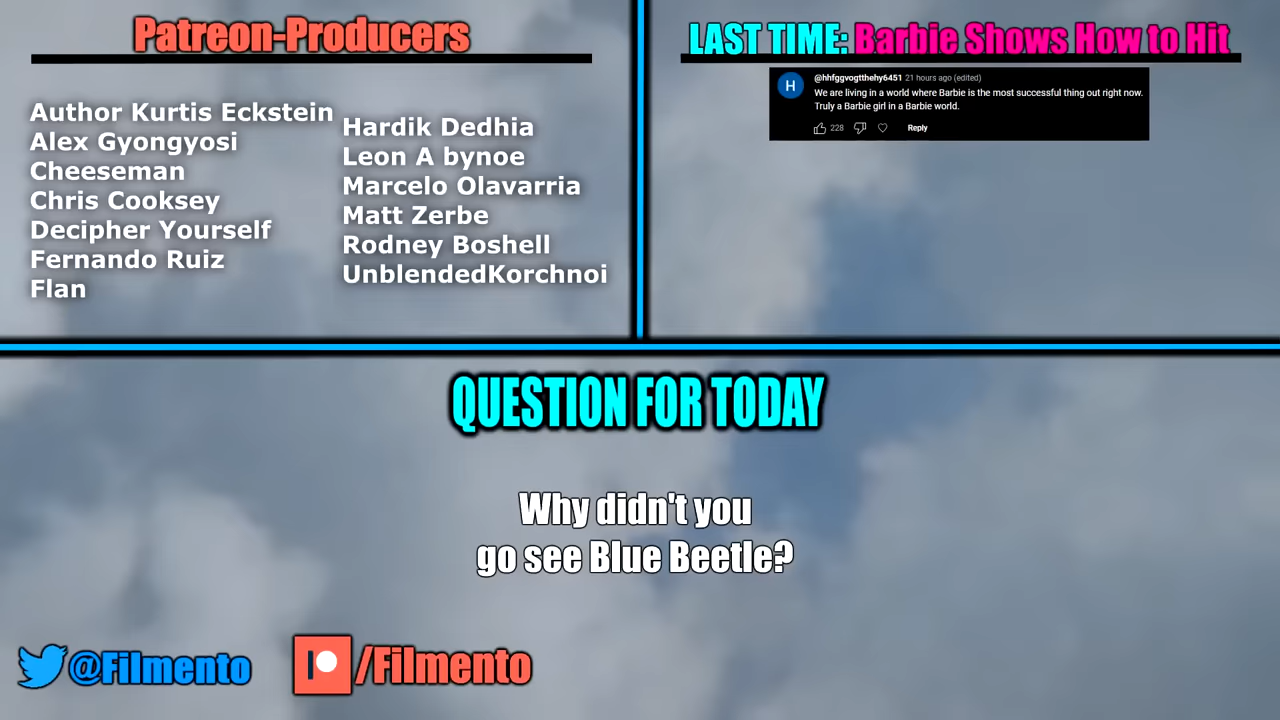 Patreon-Producers
Author Kurtis Eckstein
Alex Gyongyosi
Cheeseman
Chris Cooksey
Decipher Yourself
Fernando Ruiz
Flan
Hardik Dedhia
Leon A bynoe
Marcelo Olavarria
Matt Zerbe
Rodney Boshell
UnblendedKorchnoi
LAST TIME: Barbie Shows How to Hit
H
@hhfggvogtthehy6451 21 hours ago (edited)
We are living in a world where Barbie is the most successful thing out right now.
Truly a Barbie girl in a Barbie world.
228 Reply
QUESTION FOR TODAY
Why didn't you
go see Blue Beetle?
@Filmento
/Filmento